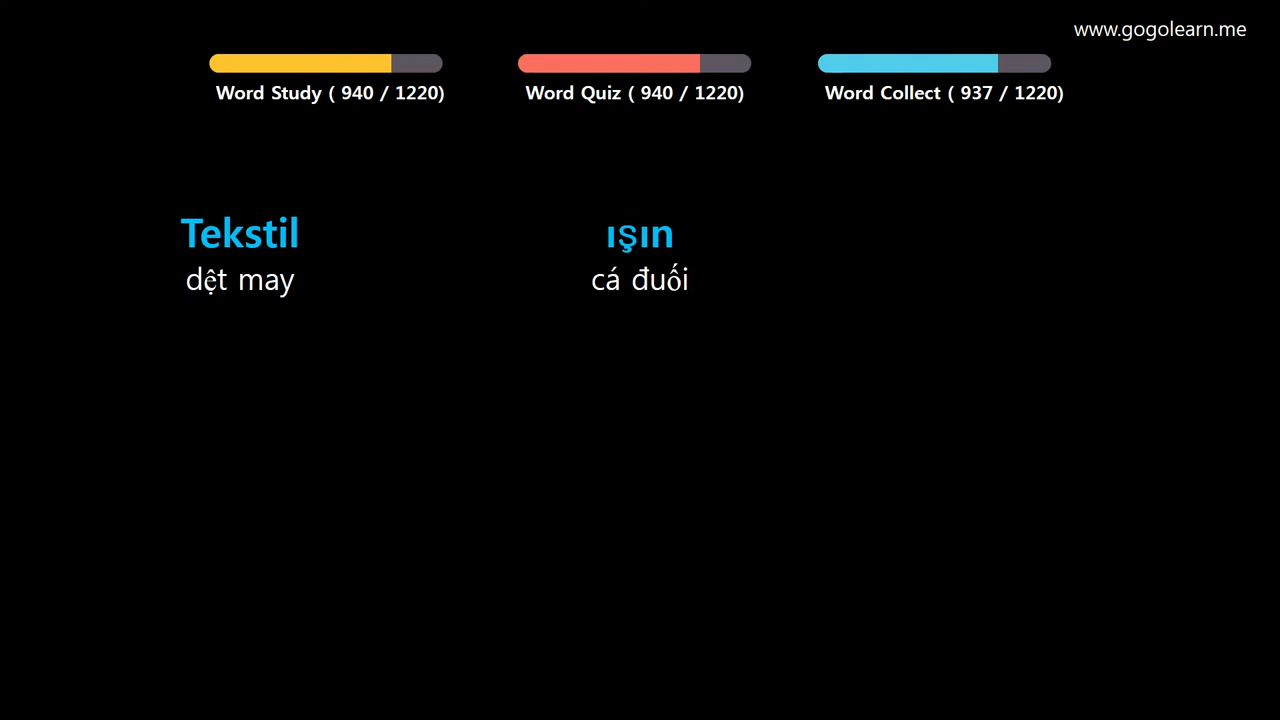 www.gogolearn.me
Word Study ( 940 / 1220)
Word Quiz ( 940 / 1220)
Word Collect ( 937 / 1220)
Tekstil
dệt may
ışın
cá đuối